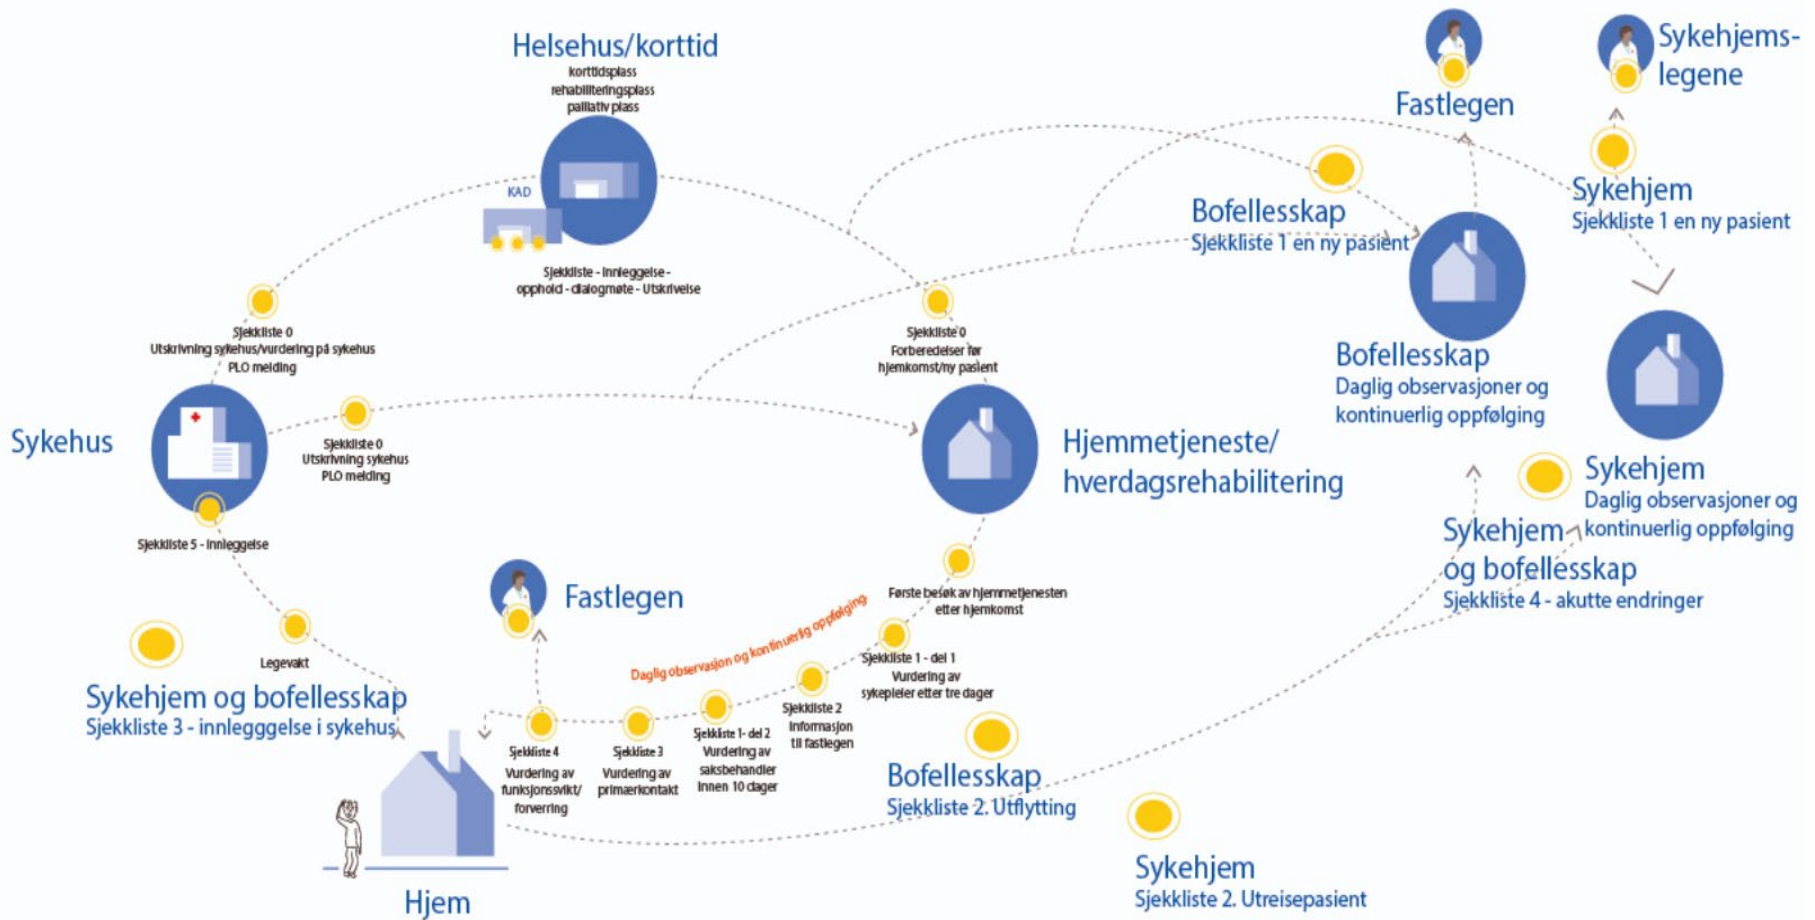 Helsehus/korttid
korttidsplass
rehabiliteringsplass
palliativ plass
KAD
Sjekkliste - innleggelse -
opphold - dialogmøte - Utskrivelse
Fastlegen
Sykehjems-
legene
Bofellesskap
Sjekkliste 1 en ny pasient
Sykehjem
Sjekkliste 1 en ny pasient
Sjekkliste 0
Utskrivning sykehus/vurdering på sykehus
PLO melding
Sjekkliste 0
Forberedelser før
hjemkomst/ny pasient
Bofellesskap
Daglig observasjoner og
kontinuerlig oppfølging
Sykehus
Sjekkliste 0
Utskrivning sykehus
PLO melding
Hjemmetjeneste/
hverdagsrehabilitering
Sykehjem
Daglig observasjoner og
kontinuerlig oppfølging
Sykehjem
og bofellesskap
Sjekkliste 4 - akutte endringer
Sjekkliste 5 - innleggelse
Fastlegen
Første besøk av hjemmetjenesten
etter hjemkomst
Daglig observasjon og kontinuerlig oppfølging
Legevakt
Sykehjem og bofellesskap
Sjekkliste 3 - innlegggelse i sykehus
Sjekkliste 1 - del 1
Vurdering av
sykepleier etter tre dager
Sjekkliste 2
Informasjon
til fastlegen
Sjekkliste 1- del 2
Vurdering av
saksbehandler
innen 10 dager
Sjekkliste 3
Vurdering av
primærkontakt
Sjekkliste 4
Vurdering av
funksjonssvikt/
forverring
Bofellesskap
Sjekkliste 2. Utflytting
Sykehjem
Sjekkliste 2. Utreisepasient
Hjem